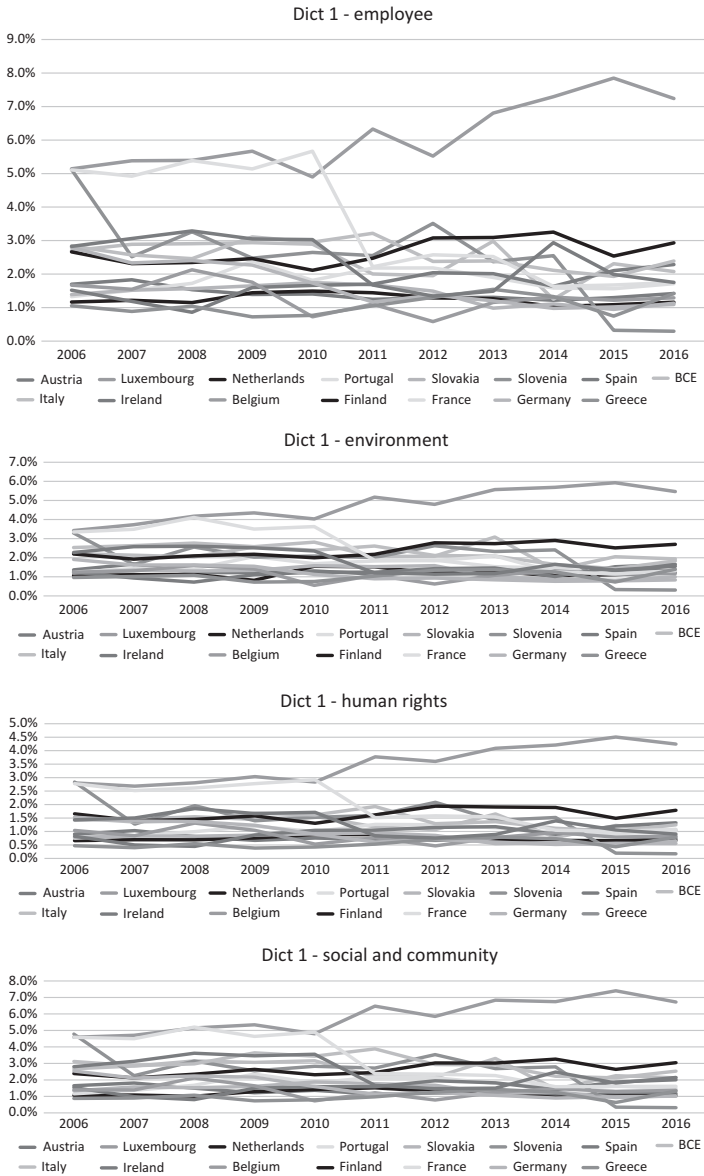 Dict 1 - employee
9.0%
8.0%
7.0%
6.0%
5.0%
4.0%
3.0%
2.0%
1.0%
0.0%
2006 2007 2008 2009 2010 2011 2012 2013 2014 2015 2016
Austria Luxembourg Netherlands Portugal Slovakia Slovenia Spain BCE
Italy Ireland Belgium Finland France Germany Greece
Dict 1 - environment
7.0%
6.0%
5.0%
4.0%
3.0%
2.0%
1.0%
0.0%
2006 2007 2008 2009 2010 2011 2012 2013 2014 2015 2016
Austria Luxembourg Netherlands Portugal Slovakia Slovenia Spain BCE
Italy Ireland Belgium Finland France Germany Greece
Dict 1 - human rights
5.0%
4.5%
4.0%
3.5%
3.0%
2.5%
2.0%
1.5%
1.0%
0.5%
0.0%
2006 2007 2008 2009 2010 2011 2012 2013 2014 2015 2016
Austria Luxembourg Netherlands Portugal Slovakia Slovenia Spain BCE
Italy Ireland Belgium Finland France Germany Greece
Dict 1 - social and community
8.0%
7.0%
6.0%
5.0%
4.0%
3.0%
2.0%
1.0%
0.0%
2006 2007 2008 2009 2010 2011 2012 2013 2014 2015 2016
Austria Luxembourg Netherlands Portugal Slovakia Slovenia Spain BCE
Italy Ireland Belgium Finland France Germany Greece